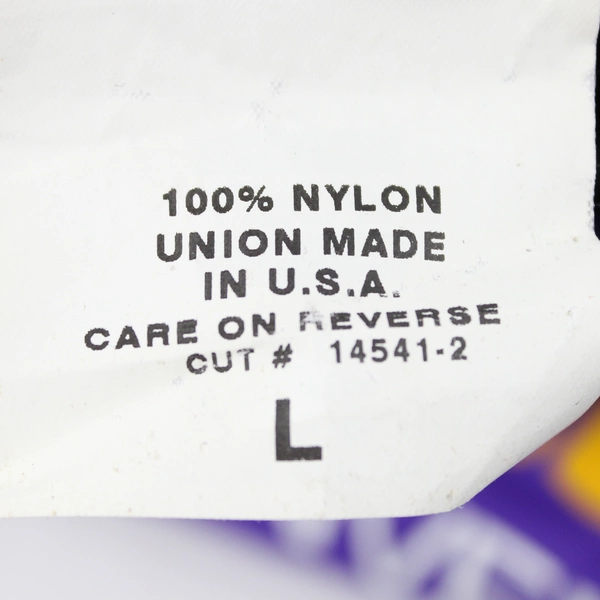 100% NYLON
UNION MADE
IN U.S.A.
CARE ON REVERSE
CUT # 14541-2
L